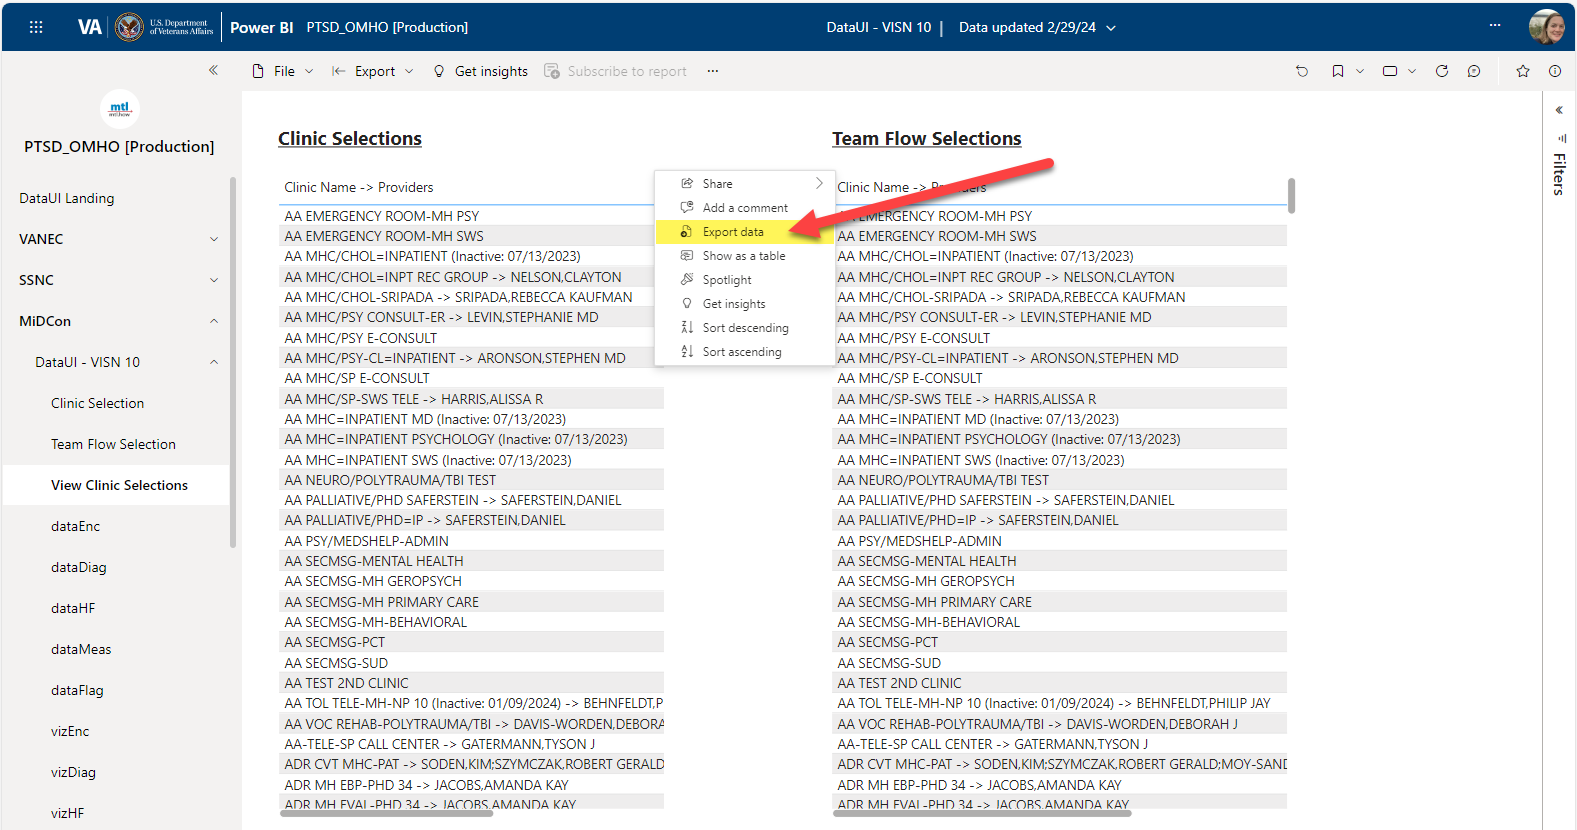 VA
U.S. Department
of Veterans Affairs
Power BI
PTSD_OMHO [Production]
DataUI - VISN 10 | Data updated 2/29/24
File
Export
Get insights
Subscribe to report
mtl
PTSD_OMHO [Production]
DataUI Landing
VANEC
SSNC
MiDCon
DataUI - VISN 10
Clinic Selection
Team Flow Selection
View Clinic Selections
dataEnc
dataDiag
dataHF
dataMeas
dataFlag
vizEnc
vizDiag
vizHF
Clinic Selections
Clinic Name -> Providers
AA EMERGENCY ROOM-MH PSY
AA EMERGENCY ROOM-MH SWS
AA MHC/CHOL=INPATIENT (Inactive: 07/13/2023)
AA MHC/CHOL=INPT REC GROUP -> NELSON,CLAYTON
AA MHC/CHOL-SRIPADA -> SRIPADA,REBECCA KAUFMAN
AA MHC/PSY CONSULT-ER -> LEVIN,STEPHANIE MD
AA MHC/PSY E-CONSULT
AA MHC/PSY-CL=INPATIENT -> ARONSON,STEPHEN MD
AA MHC/SP E-CONSULT
AA MHC/SP-SWS TELE -> HARRIS,ALISSA R
AA MHC=INPATIENT MD (Inactive: 07/13/2023)
AA MHC=INPATIENT PSYCHOLOGY (Inactive: 07/13/2023)
AA MHC=INPATIENT SWS (Inactive: 07/13/2023)
AA NEURO/POLYTRAUMA/TBI TEST
AA PALLIATIVE/PHD SAFERSTEIN -> SAFERSTEIN,DANIEL
AA PALLIATIVE/PHD=IP -> SAFERSTEIN,DANIEL
AA PSY/MEDSHELP-ADMIN
AA SECMSG-MENTAL HEALTH
AA SECMSG-MH GEROPSYCH
AA SECMSG-MH PRIMARY CARE
AA SECMSG-MH-BEHAVIORAL
AA SECMSG-PCT
AA SECMSG-SUD
AA TEST 2ND CLINIC
AA TOL TELE-MH-NP 10 (Inactive: 01/09/2024) -> BEHNFELDT,P
AA VOC REHAB-POLYTRAUMA/TBI -> DAVIS-WORDEN,DEBORA
AA-TELE-SP CALL CENTER -> GATERMANN,TYSON J
ADR CVT MHC-PAT -> SODEN,KIM;SZYMCZAK,ROBERT GERALD
ADR MH EBP-PHD 34 -> JACOBS,AMANDA KAY
ADR MH EVAL-PHD 34 -> JACOBS,AMANDA KAY
Share
Add a comment
Export data
Show as a table
Spotlight
Get insights
Sort descending
Sort ascending
Team Flow Selections
Clinic Name -> Providers
AA EMERGENCY ROOM-MH PSY
AA EMERGENCY ROOM-MH SWS
AA MHC/CHOL=INPATIENT (Inactive: 07/13/2023)
AA MHC/CHOL=INPT REC GROUP -> NELSON,CLAYTON
AA MHC/CHOL-SRIPADA -> SRIPADA,REBECCA KAUFMAN
AA MHC/PSY CONSULT-ER -> LEVIN,STEPHANIE MD
AA MHC/PSY E-CONSULT
AA MHC/PSY-CL=INPATIENT -> ARONSON,STEPHEN MD
AA MHC/SP E-CONSULT
AA MHC/SP-SWS TELE -> HARRIS,ALISSA R
AA MHC=INPATIENT MD (Inactive: 07/13/2023)
AA MHC=INPATIENT PSYCHOLOGY (Inactive: 07/13/2023)
AA MHC=INPATIENT SWS (Inactive: 07/13/2023)
AA NEURO/POLYTRAUMA/TBI TEST
AA PALLIATIVE/PHD SAFERSTEIN -> SAFERSTEIN,DANIEL
AA PALLIATIVE/PHD=IP -> SAFERSTEIN,DANIEL
AA PSY/MEDSHELP-ADMIN
AA SECMSG-MENTAL HEALTH
AA SECMSG-MH GEROPSYCH
AA SECMSG-MH PRIMARY CARE
AA SECMSG-MH-BEHAVIORAL
AA SECMSG-PCT
AA SECMSG-SUD
AA TEST 2ND CLINIC
AA TOL TELE-MH-NP 10 (Inactive: 01/09/2024) -> BEHNFELDT,PHILIP JAY
AA VOC REHAB-POLYTRAUMA/TBI -> DAVIS-WORDEN,DEBORAH J
AA-TELE-SP CALL CENTER -> GATERMANN,TYSON J
ADR CVT MHC-PAT -> SODEN,KIM;SZYMCZAK,ROBERT GERALD;MOY-SAND
ADR MH EBP-PHD 34 -> JACOBS,AMANDA KAY
ADR MH EVAL-PHD 34 -> JACOBS,AMANDA KAY
Filters